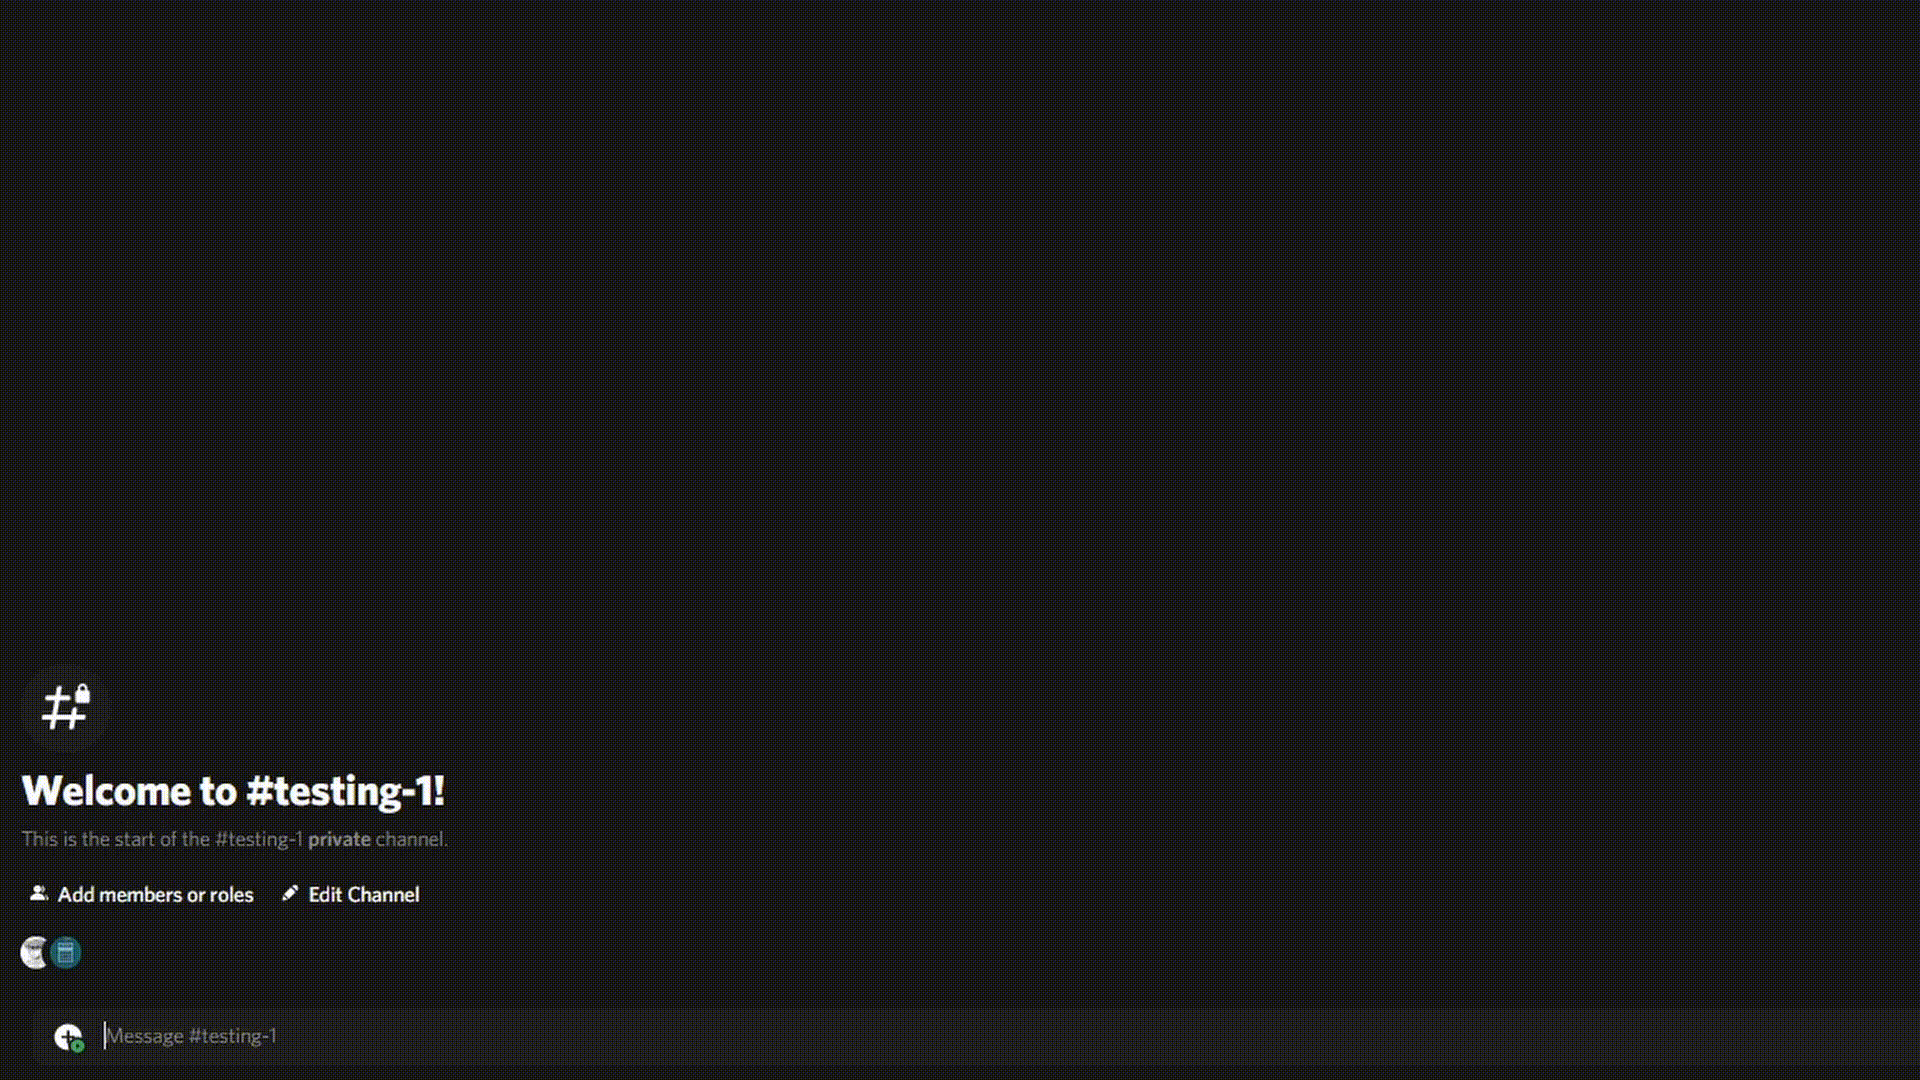 Welcome to #testing-1!
This is the start of the #testing-1 private channel.
Add members or roles Edit Channel
Message #testing-1